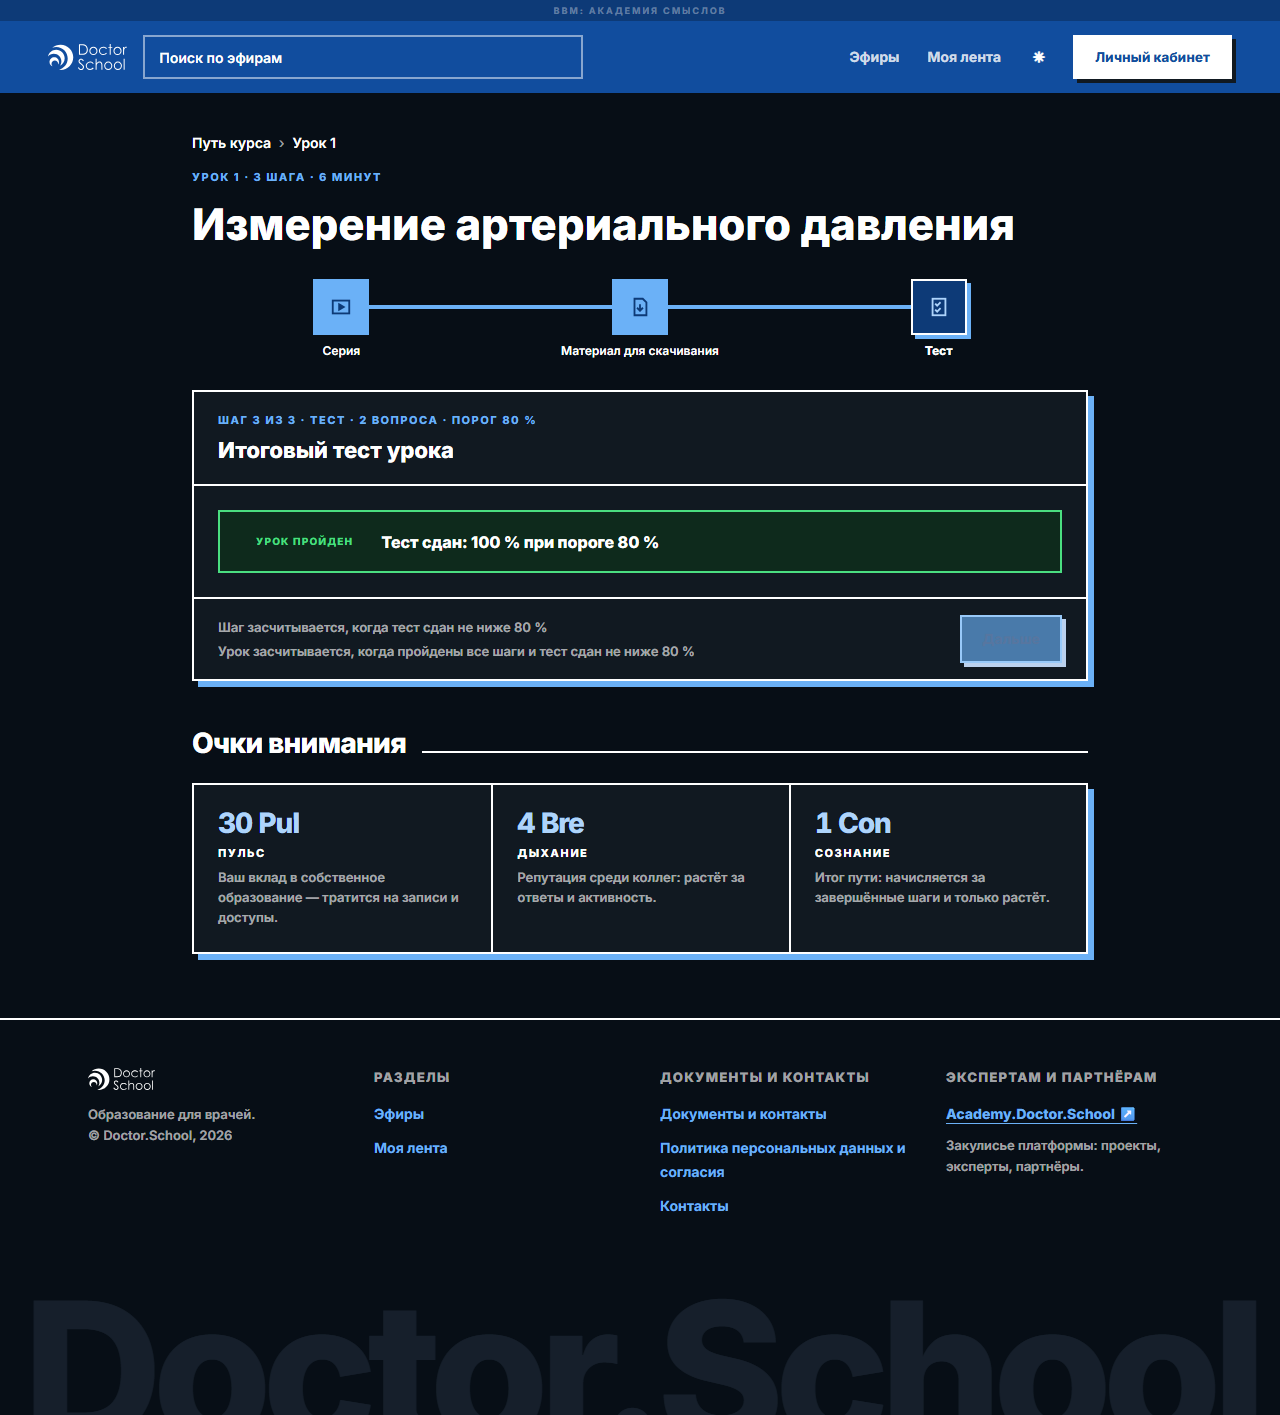 ВВМ: АКАДЕМИЯ СМЫСЛОВ
Doctor
School
Поиск по эфирам
Эфиры
Моя лента
Личный кабинет
Путь курса › Урок 1
УРОК 1 · 3 ШАГА · 6 МИНУТ
Измерение артериального давления
Серия
Материал для скачивания
Тест
ШАГ 3 ИЗ 3 · ТЕСТ · 2 ВОПРОСА · ПОРОГ 80 %
Итоговый тест урока
УРОК ПРОЙДЕН
Тест сдан: 100 % при пороге 80 %
Шаг засчитывается, когда тест сдан не ниже 80 %
Урок засчитывается, когда пройдены все шаги и тест сдан не ниже 80 %
Очки внимания
30 Pul
ПУЛЬС
Ваш вклад в собственное
образование — тратится на записи и
доступы.
4 Bre
ДЫХАНИЕ
Репутация среди коллег: растёт за
ответы и активность.
1 Con
СОЗНАНИЕ
Итог пути: начисляется за
завершённые шаги и только растёт.
Doctor
School
Образование для врачей.
© Doctor.School, 2026
РАЗДЕЛЫ
Эфиры
Моя лента
ДОКУМЕНТЫ И КОНТАКТЫ
Документы и контакты
Политика персональных данных и
согласия
Контакты
ЭКСПЕРТАМ И ПАРТНЁРАМ
Academy.Doctor.School
Закулисье платформы: проекты,
эксперты, партнёры.
Doctor.School